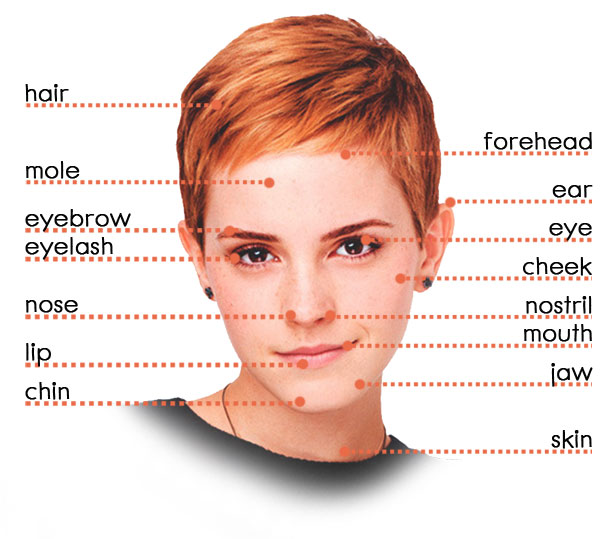 hair
mole
eyebrow
eyelash
nose
lip
chin
forehead
ear
eye
cheek
nostril
mouth
jaw
skin